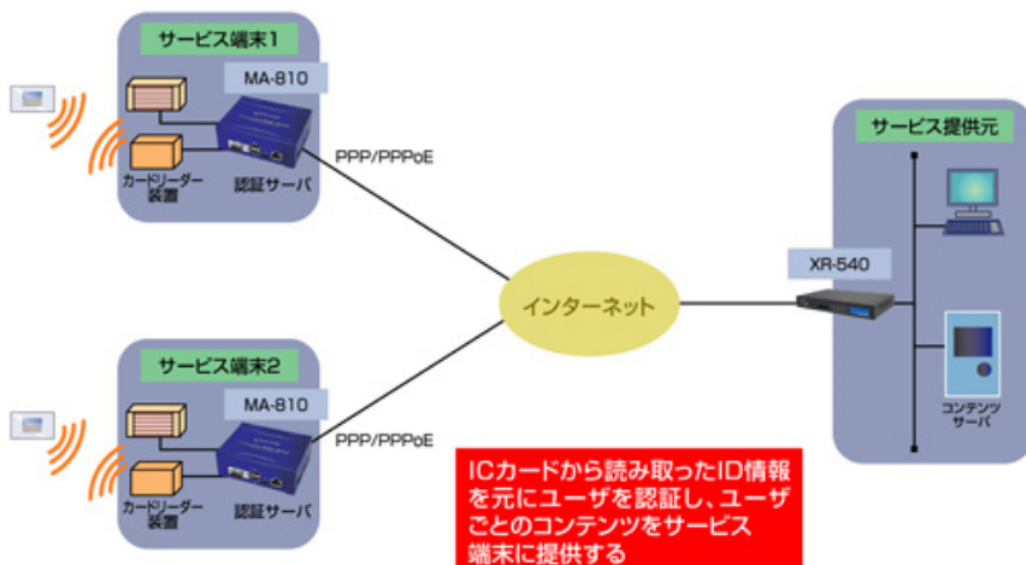 サービス端末1
MA-810
カードリーダー
装置
認証サーバ
PPP/PPPoE
サービス提供元
XR-540
インターネット
サービス端末2
MA-810
カードリーダー
装置
認証サーバ
PPP/PPPoE
コンテンツ
サーバ
ICカードから読み取ったID情報
を元にユーザを認証し、ユーザ
ごとのコンテンツをサービス
端末に提供する